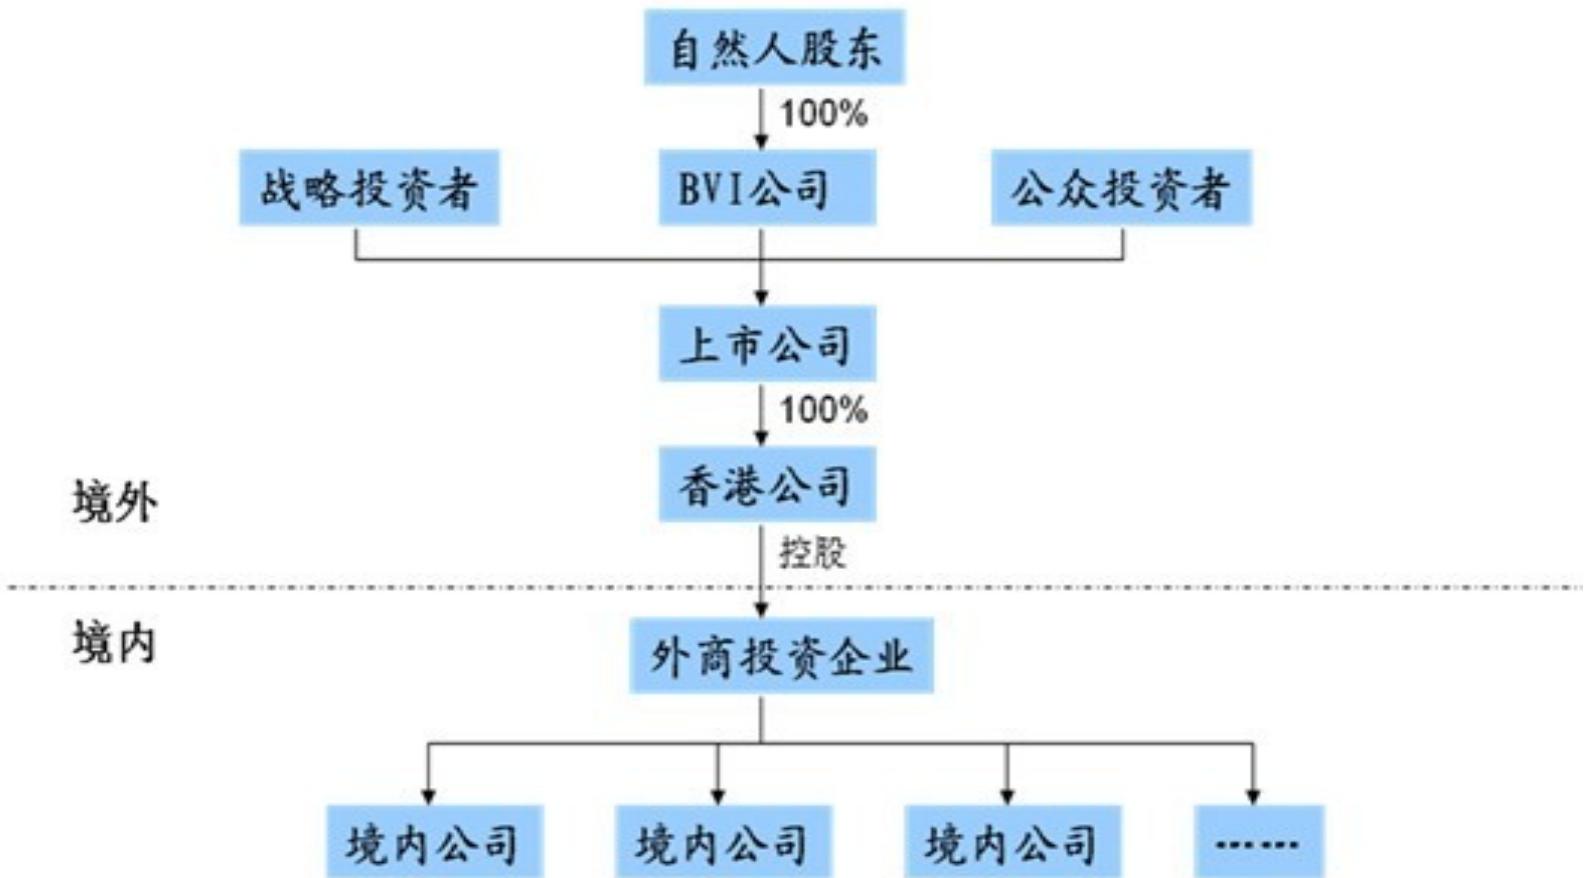 自然人股东
100%
战略投资者
BVI公司
公众投资者
上市公司
100%
香港公司
境外
控股
境内
外商投资企业
境内公司
境内公司
境内公司
……